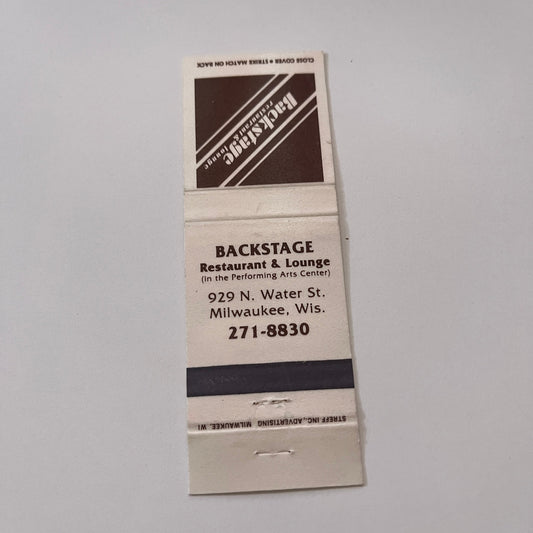 CLOSE COVER • STRIKE MATCH ON BACK
Backstage
restaurant & lounge
BACKSTAGE
Restaurant & Lounge
(in the Performing Arts Center)
929 N. Water St.
Milwaukee, Wis.
271-8830
STREFF INC., ADVERTISING MILWAUKEE, WI